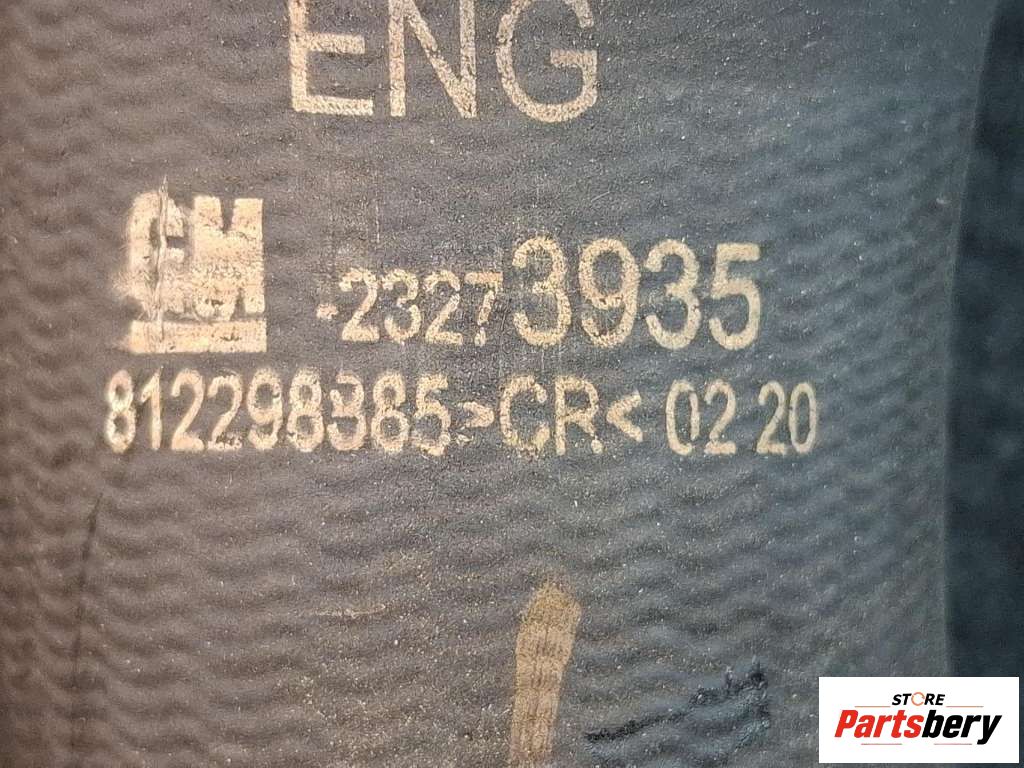 ENG
GM -23273935
812298385>CR< 02 20
STORE
Partsbery